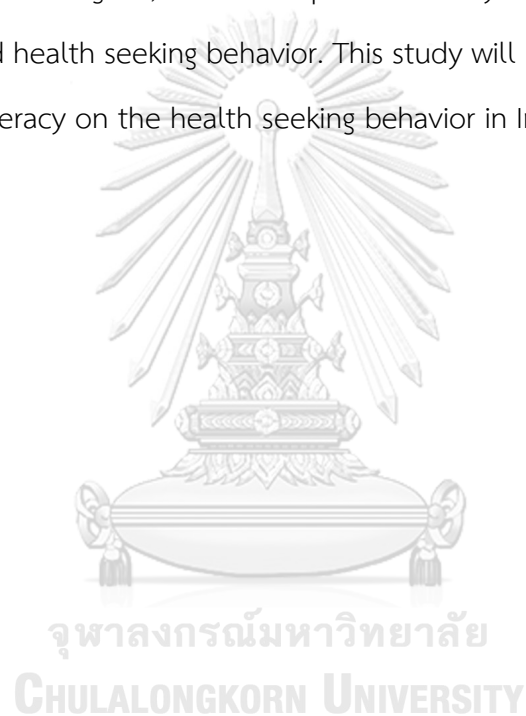 d health seeking behavior. This study will
eracy on the health seeking behavior in
จุฬาลงกรณ์มหาวิทยาลัย
CHULALONGKORN UNIVERSITY